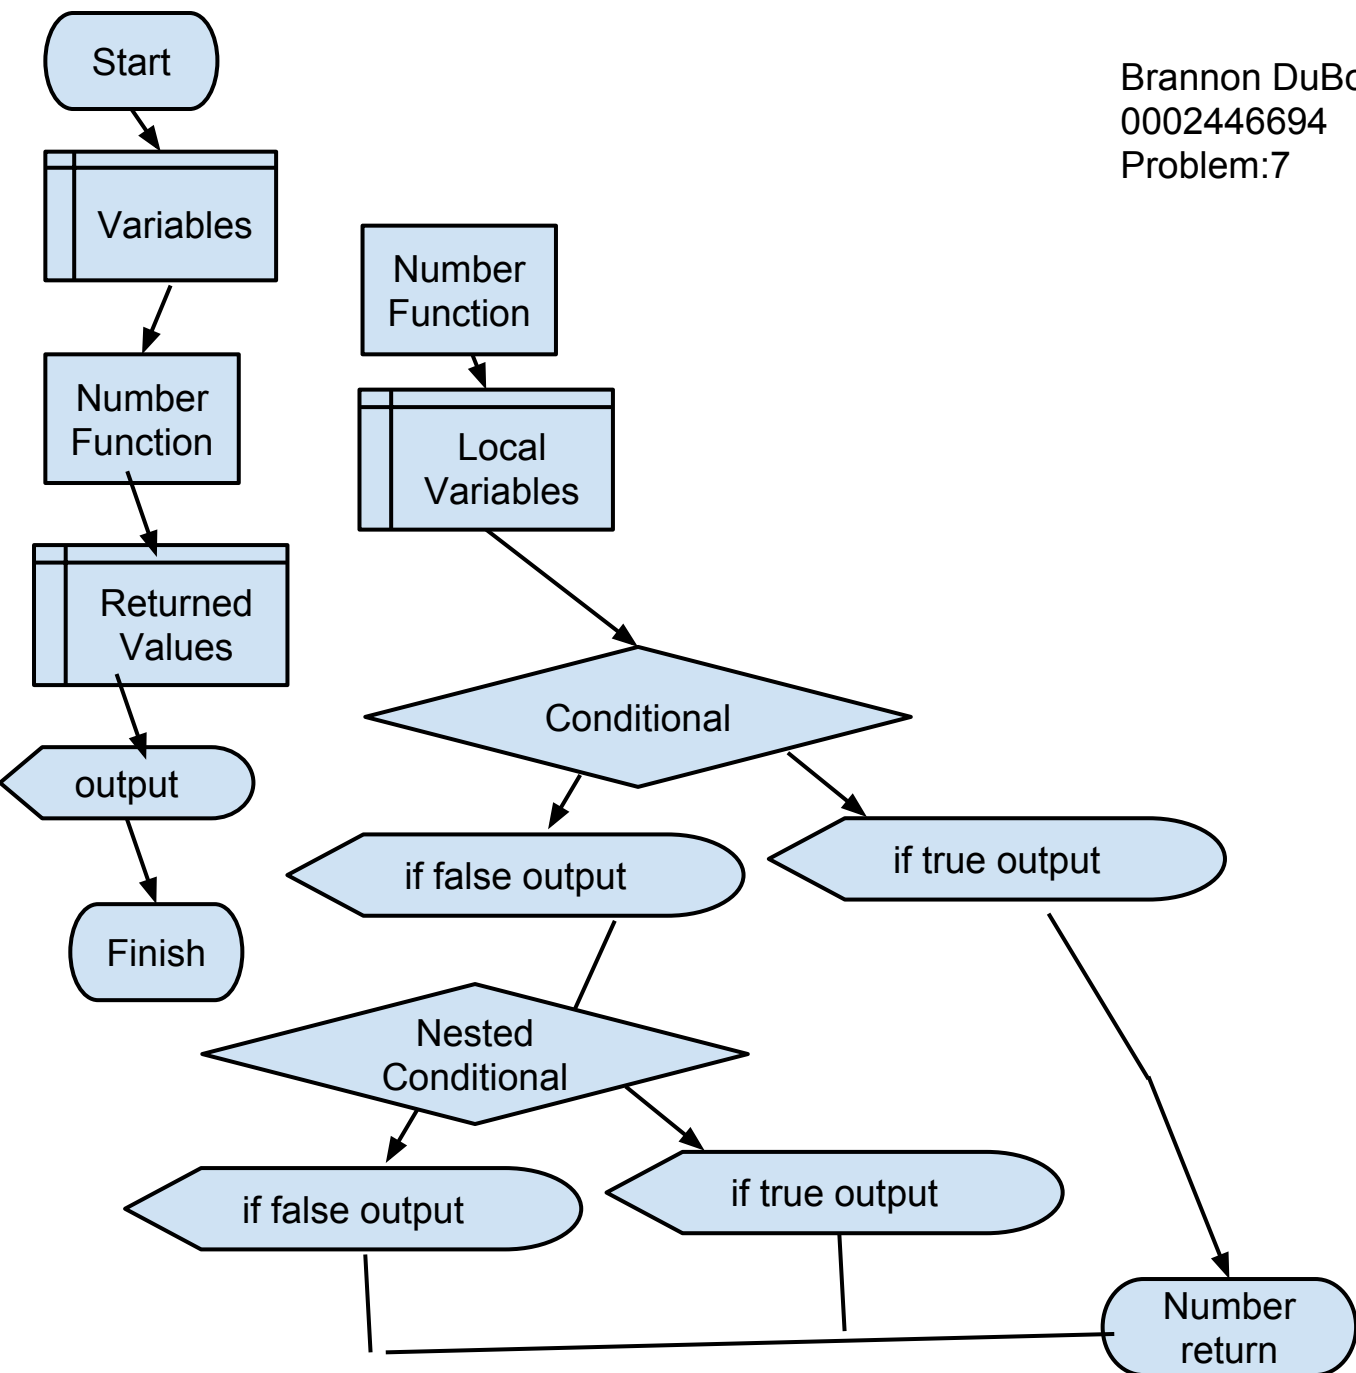 Start
Variables
Number
Function
Returned
Values
output
Finish
Number
Function
Local
Variables
Conditional
if false output
if true output
Nested
Conditional
if false output
if true output
Number
return
Brannon
0002446694
Problem:7